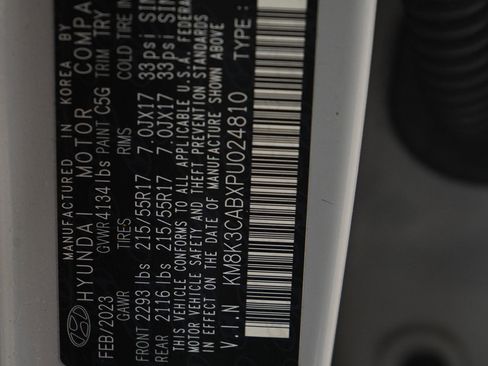 MANUFACTURED IN KOREA BY
HYUNDAI MOTOR COMPA
FEB/2023 GVWR 4134 lbs PAINT C5G TRIM TRY
GAWR TIRES RIMS COLD TIRE IN
FRONT 2293 lbs 215/55R17 7.0JX17 33psi SIN
REAR 2116 lbs 215/55R17 7.0JX17 33psi SIN
THIS VEHICLE CONFORMS TO ALL APPLICABLE U.S.A. FEDERAL
MOTOR VEHICLE SAFETY AND THEFT PREVENTION STANDARDS
IN EFFECT ON THE DATE OF MANUFACTURE SHOWN ABOVE
V.I.N KM8K3CABXPU024810 TYPE: